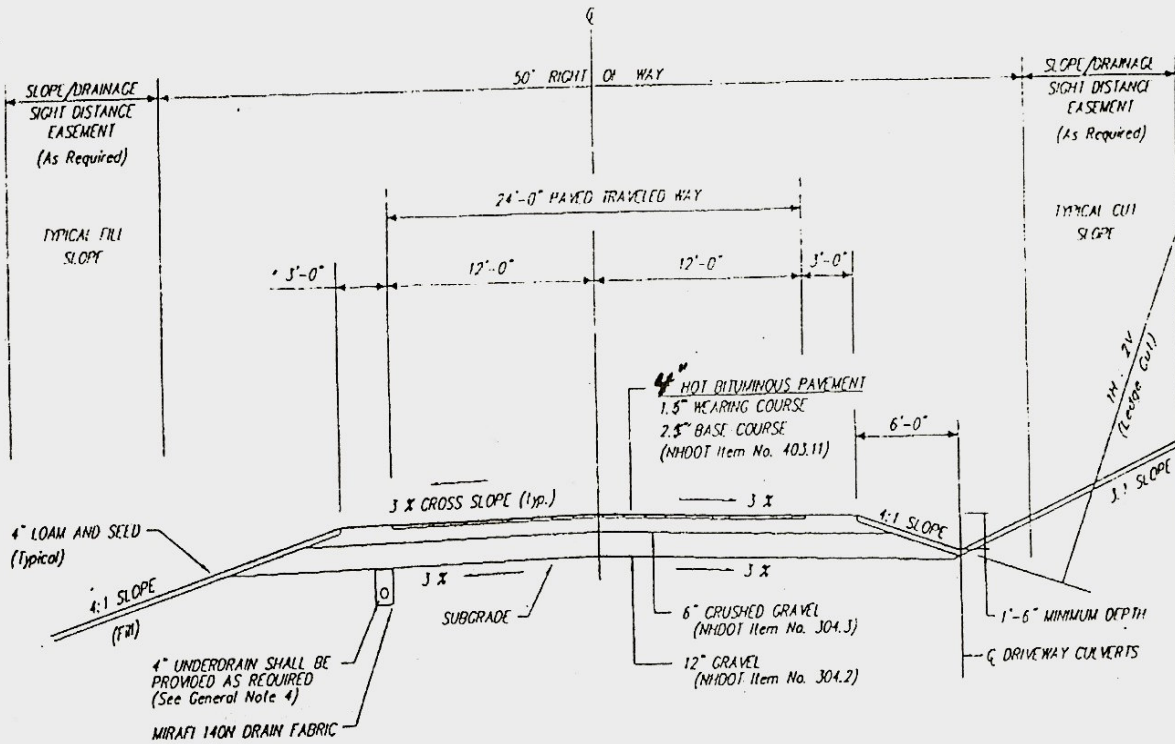 ℄
SLOPE/DRAINAGE
SIGHT DISTANCE
EASEMENT
(As Required)
50' RIGHT OF WAY
SLOPE/DRAINAGE
SIGHT DISTANCE
EASEMENT
(As Required)
24'-0" PAVED TRAVELED WAY
TYPICAL FILL
SLOPE
TYPICAL CUT
SLOPE
3'-0"
12'-0"
12'-0"
3'-0"
4" HOT BITUMINOUS PAVEMENT
1.5" WEARING COURSE
2.5" BASE COURSE
(NHDOT Item No. 403.11)
6'-0"
1H : 2V
(Ledge Cut)
3:1 SLOPE
3 % CROSS SLOPE (Typ.)
3 %
4:1 SLOPE
4" LOAM AND SEED
(Typical)
4:1 SLOPE
(Fill)
3 %
3 %
SUBGRADE
6" CRUSHED GRAVEL
(NHDOT Item No. 304.3)
1'-6" MINIMUM DEPTH
4" UNDERDRAIN SHALL BE
PROVIDED AS REQUIRED
(See General Note 4)
12" GRAVEL
(NHDOT Item No. 304.2)
℄ DRIVEWAY CULVERTS
MIRAFI 140N DRAIN FABRIC